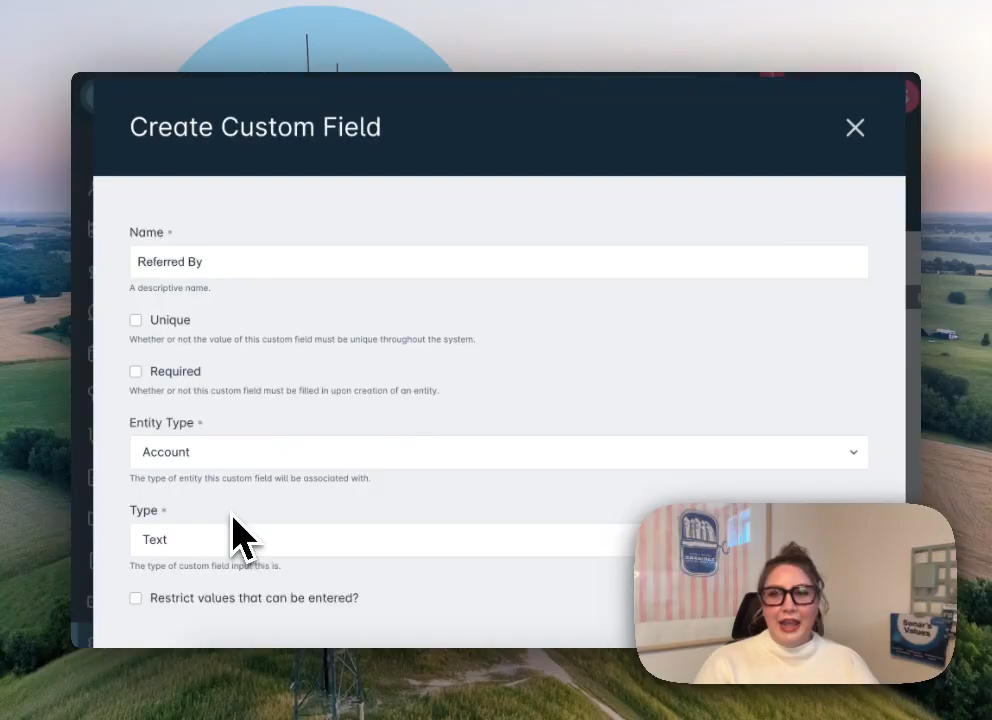 Create Custom Field
Name *
Referred By
A descriptive name.
Unique
Whether or not the value of this custom field must be unique throughout the system.
Required
Whether or not this custom field must be filled in upon creation of an entity.
Entity Type *
Account
The type of entity this custom field will be associated with.
Type *
Text
The type of custom field input this is.
Restrict values that can be entered?
Sonar's
Values